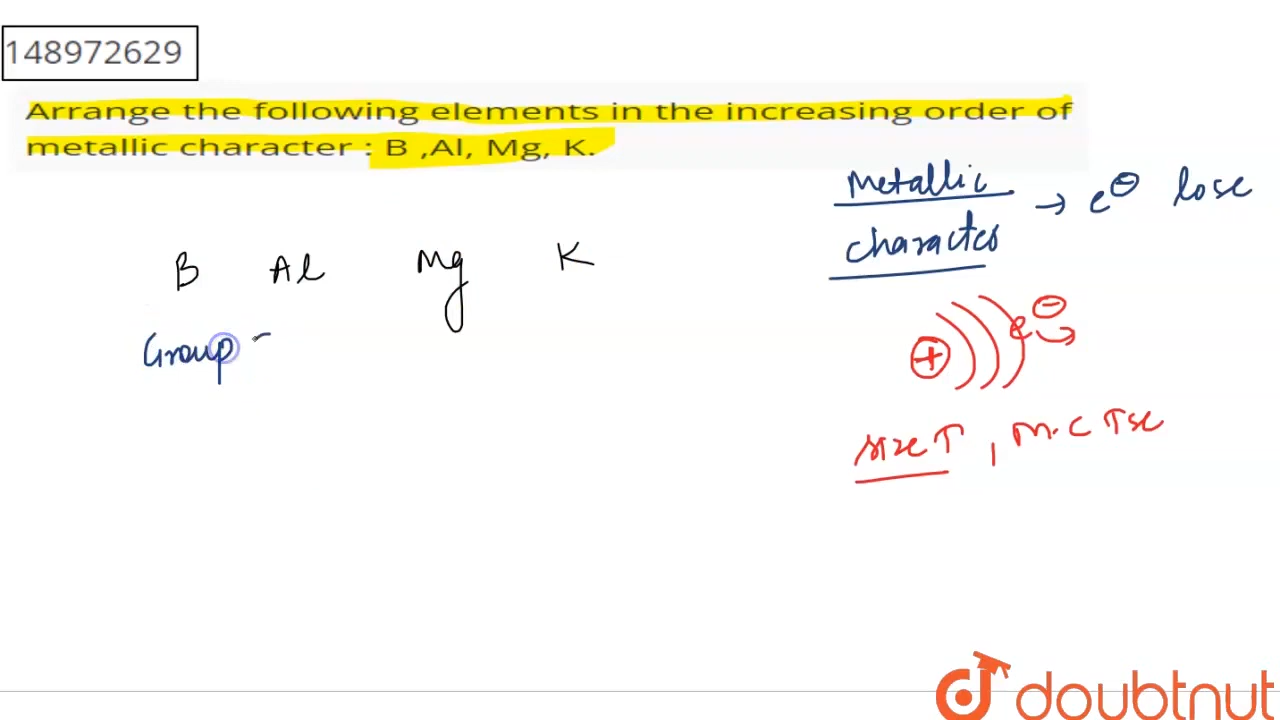 148972629
Arrange the following elements in the increasing order of
metallic character : B ,Al, Mg, K.
Metallic → e⊖ lose
character
B Al Mg K
Group
+ e⊖
size ↑, M.C ↑se
doubtnut